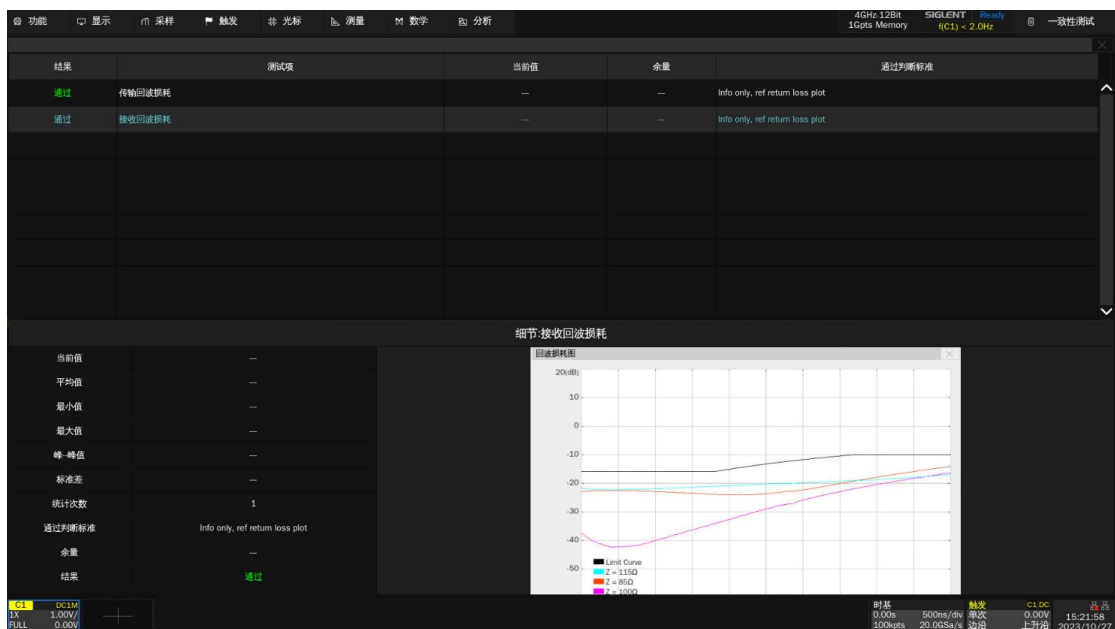 功能 显示 采样 触发 光标 测量 数学 分析 4GHz-12Bit SIGLENT Ready 一致性测试
1Gpts Memory f(C1) < 2.0Hz
结果 测试项 当前值 余量 通过判断标准
通过 传输回波损耗 --- --- Info only, ref return loss plot
通过 接收回波损耗 --- --- Info only, ref return loss plot
细节:接收回波损耗
当前值 ---
平均值 ---
最小值 ---
最大值 ---
峰--峰值 ---
标准差 ---
统计次数 1
通过判断标准 Info only, ref return loss plot
余量 ---
结果 通过
回波损耗图
20(dB)
10
0
-10
-20
-30
-40
-50
Limit Curve
Z = 115Ω
Z = 85Ω
Z = 100Ω
C1 DC1M
1X 1.00V/
FULL 0.00V
时基
0.00s 500ns/div
100kpts 20.0GSa/s
触发 C1 DC
单次 0.00V
边沿 上升沿
15:21:58
2023/10/27